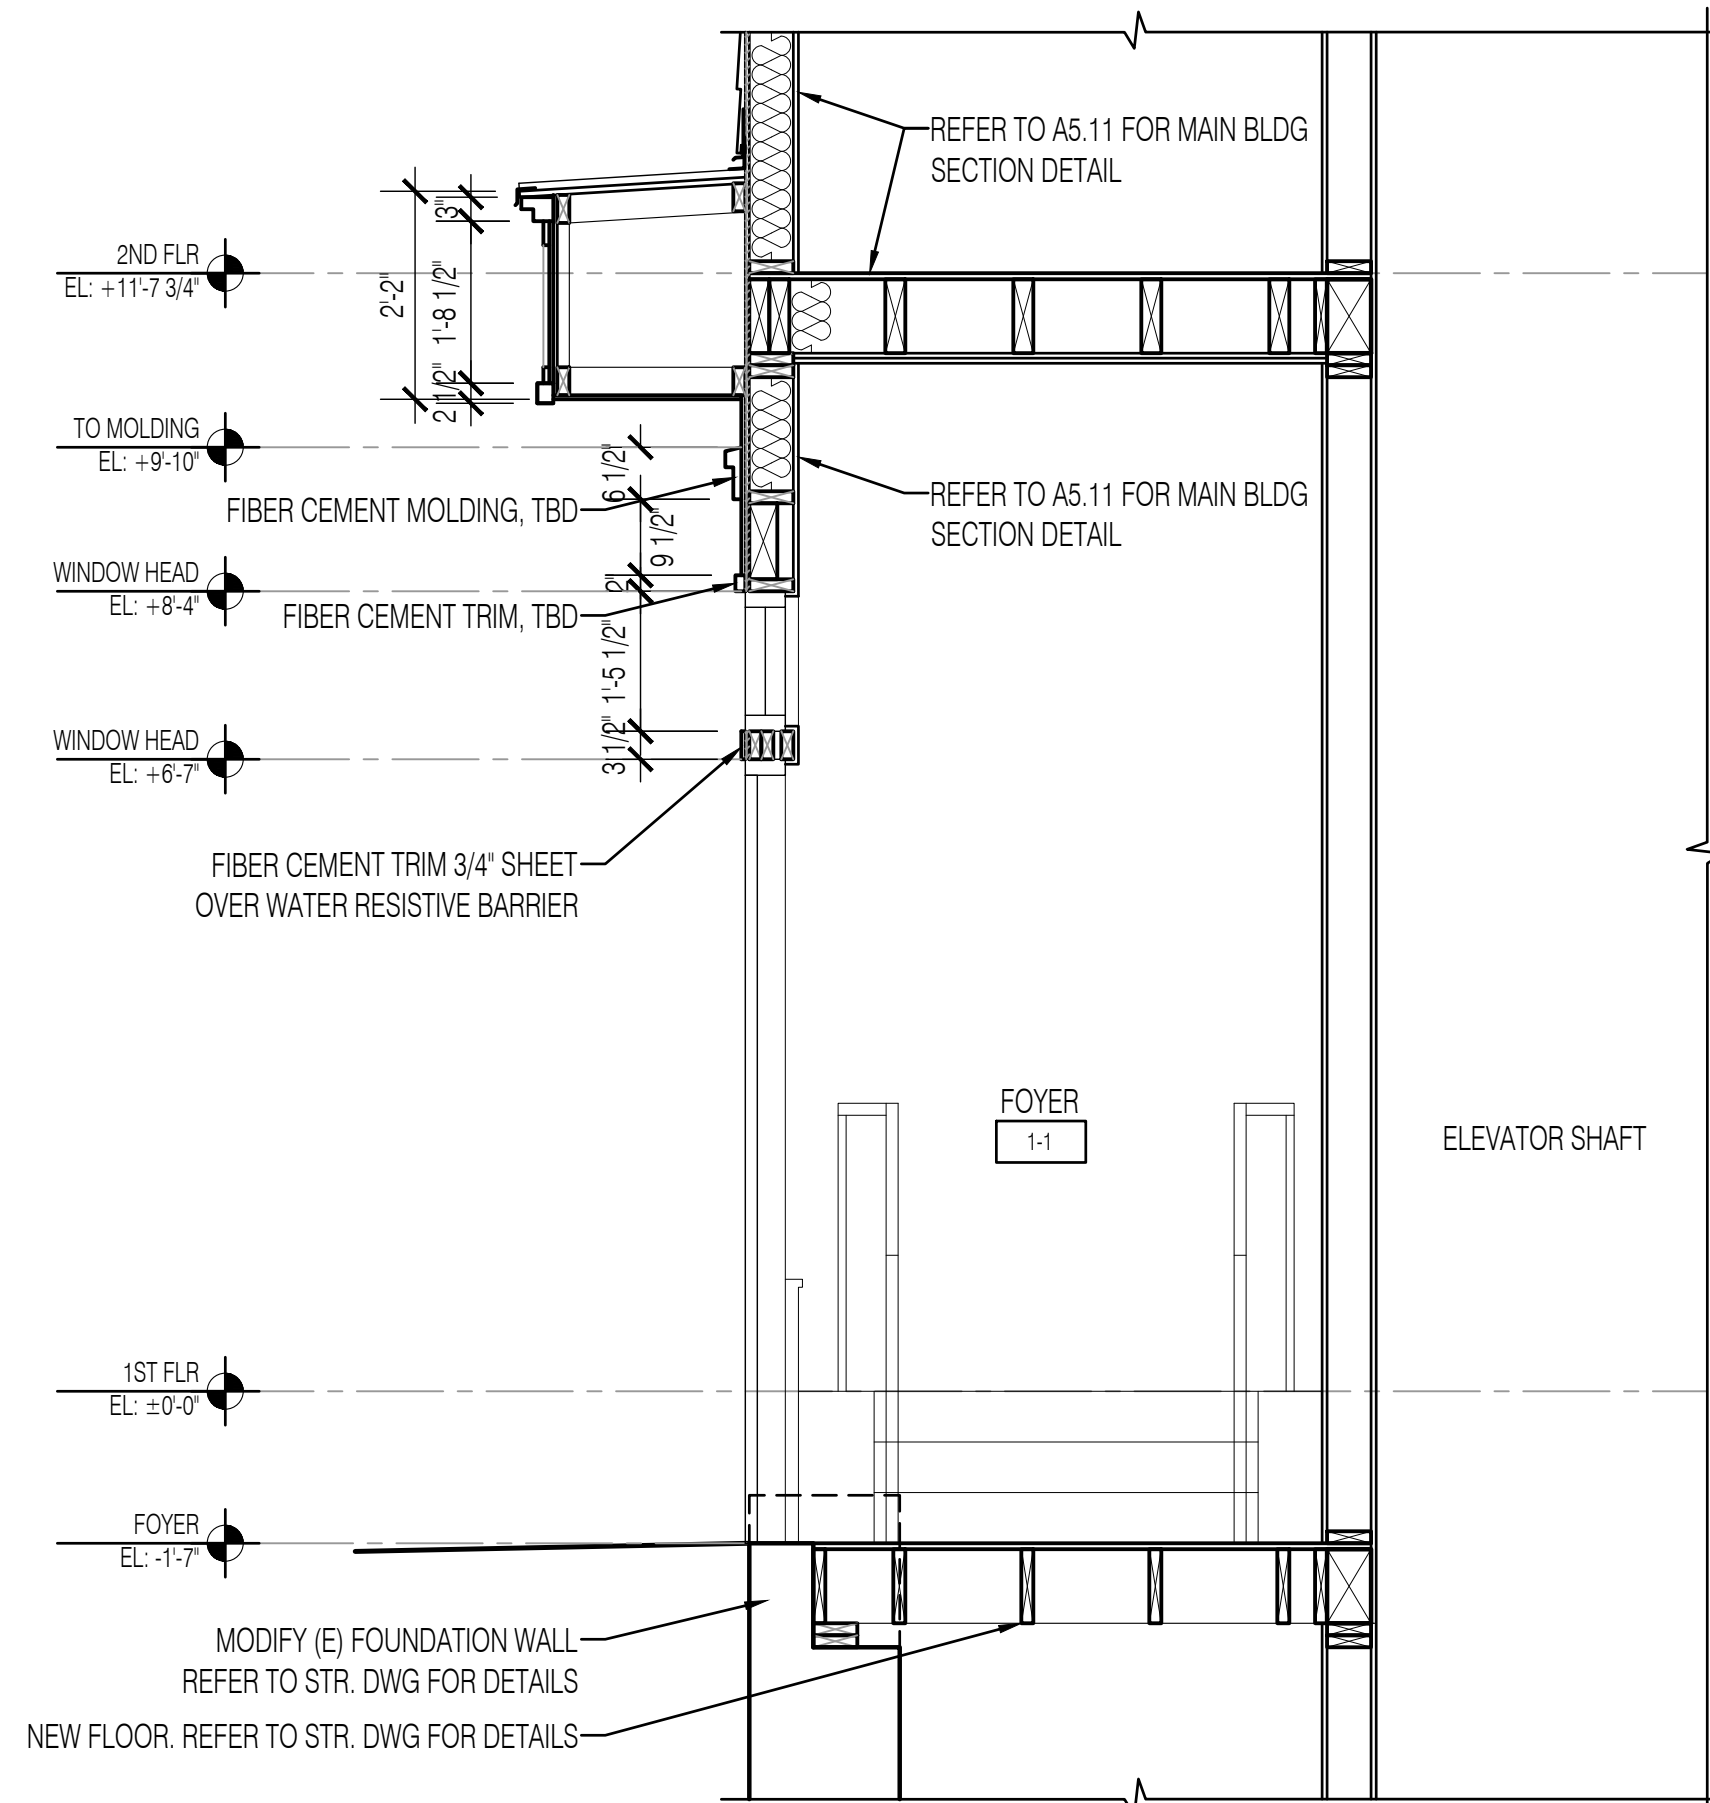 REFER TO A5.11 FOR MAIN BLDG
SECTION DETAIL
3"
2'-2"
1'-8 1/2"
2 1/2"
2ND FLR
EL: +11'-7 3/4"
TO MOLDING
EL: +9'-10"
6 1/2"
FIBER CEMENT MOLDING, TBD
REFER TO A5.11 FOR MAIN BLDG
SECTION DETAIL
9 1/2"
WINDOW HEAD
EL: +8'-4"
2"
FIBER CEMENT TRIM, TBD
1'-5 1/2"
WINDOW HEAD
EL: +6'-7"
3 1/2"
FIBER CEMENT TRIM 3/4" SHEET
OVER WATER RESISTIVE BARRIER
FOYER
1-1
ELEVATOR SHAFT
1ST FLR
EL: ±0'-0"
FOYER
EL: -1'-7"
MODIFY (E) FOUNDATION WALL
REFER TO STR. DWG FOR DETAILS
NEW FLOOR. REFER TO STR. DWG FOR DETAILS